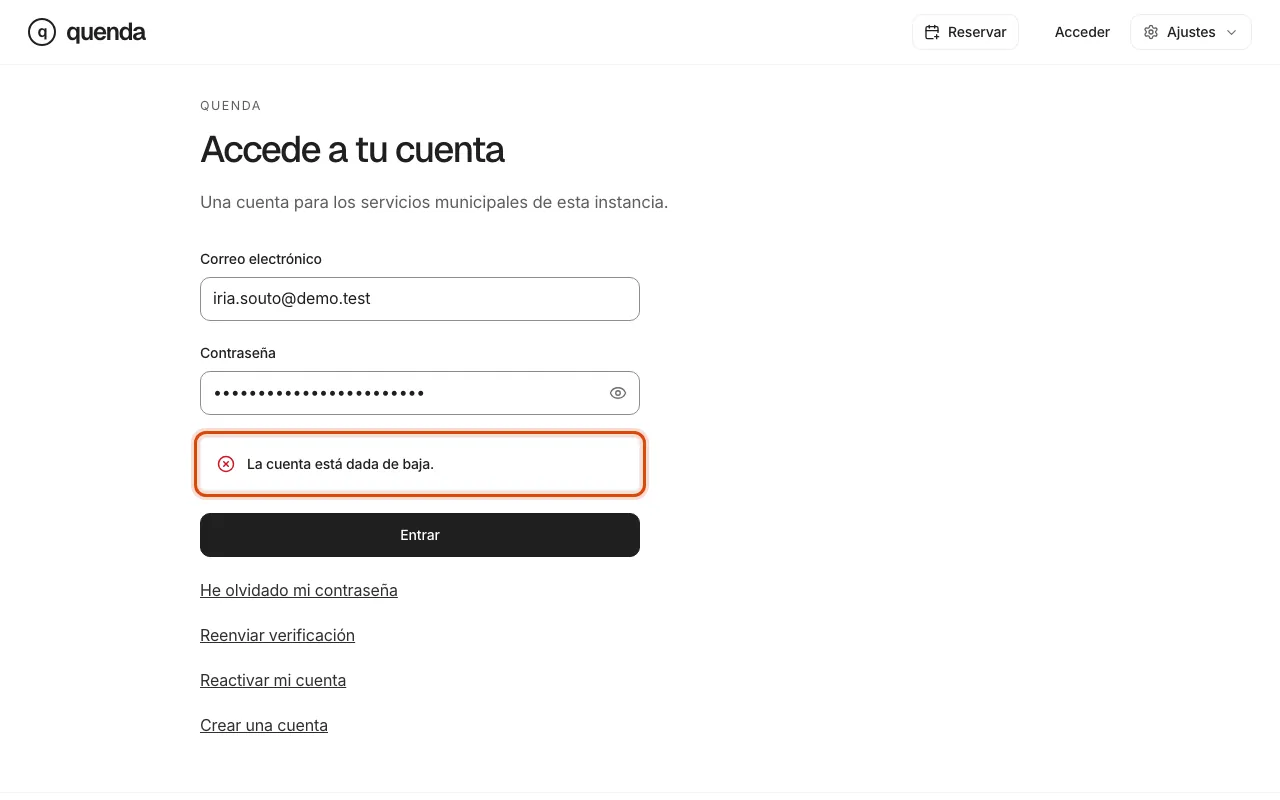 q quenda
Reservar
Acceder
Ajustes
QUENDA
Accede a tu cuenta
Una cuenta para los servicios municipales de esta instancia.
Correo electrónico
iria.souto@demo.test
Contraseña
••••••••••••••••••••••••
La cuenta está dada de baja.
Entrar
He olvidado mi contraseña
Reenviar verificación
Reactivar mi cuenta
Crear una cuenta